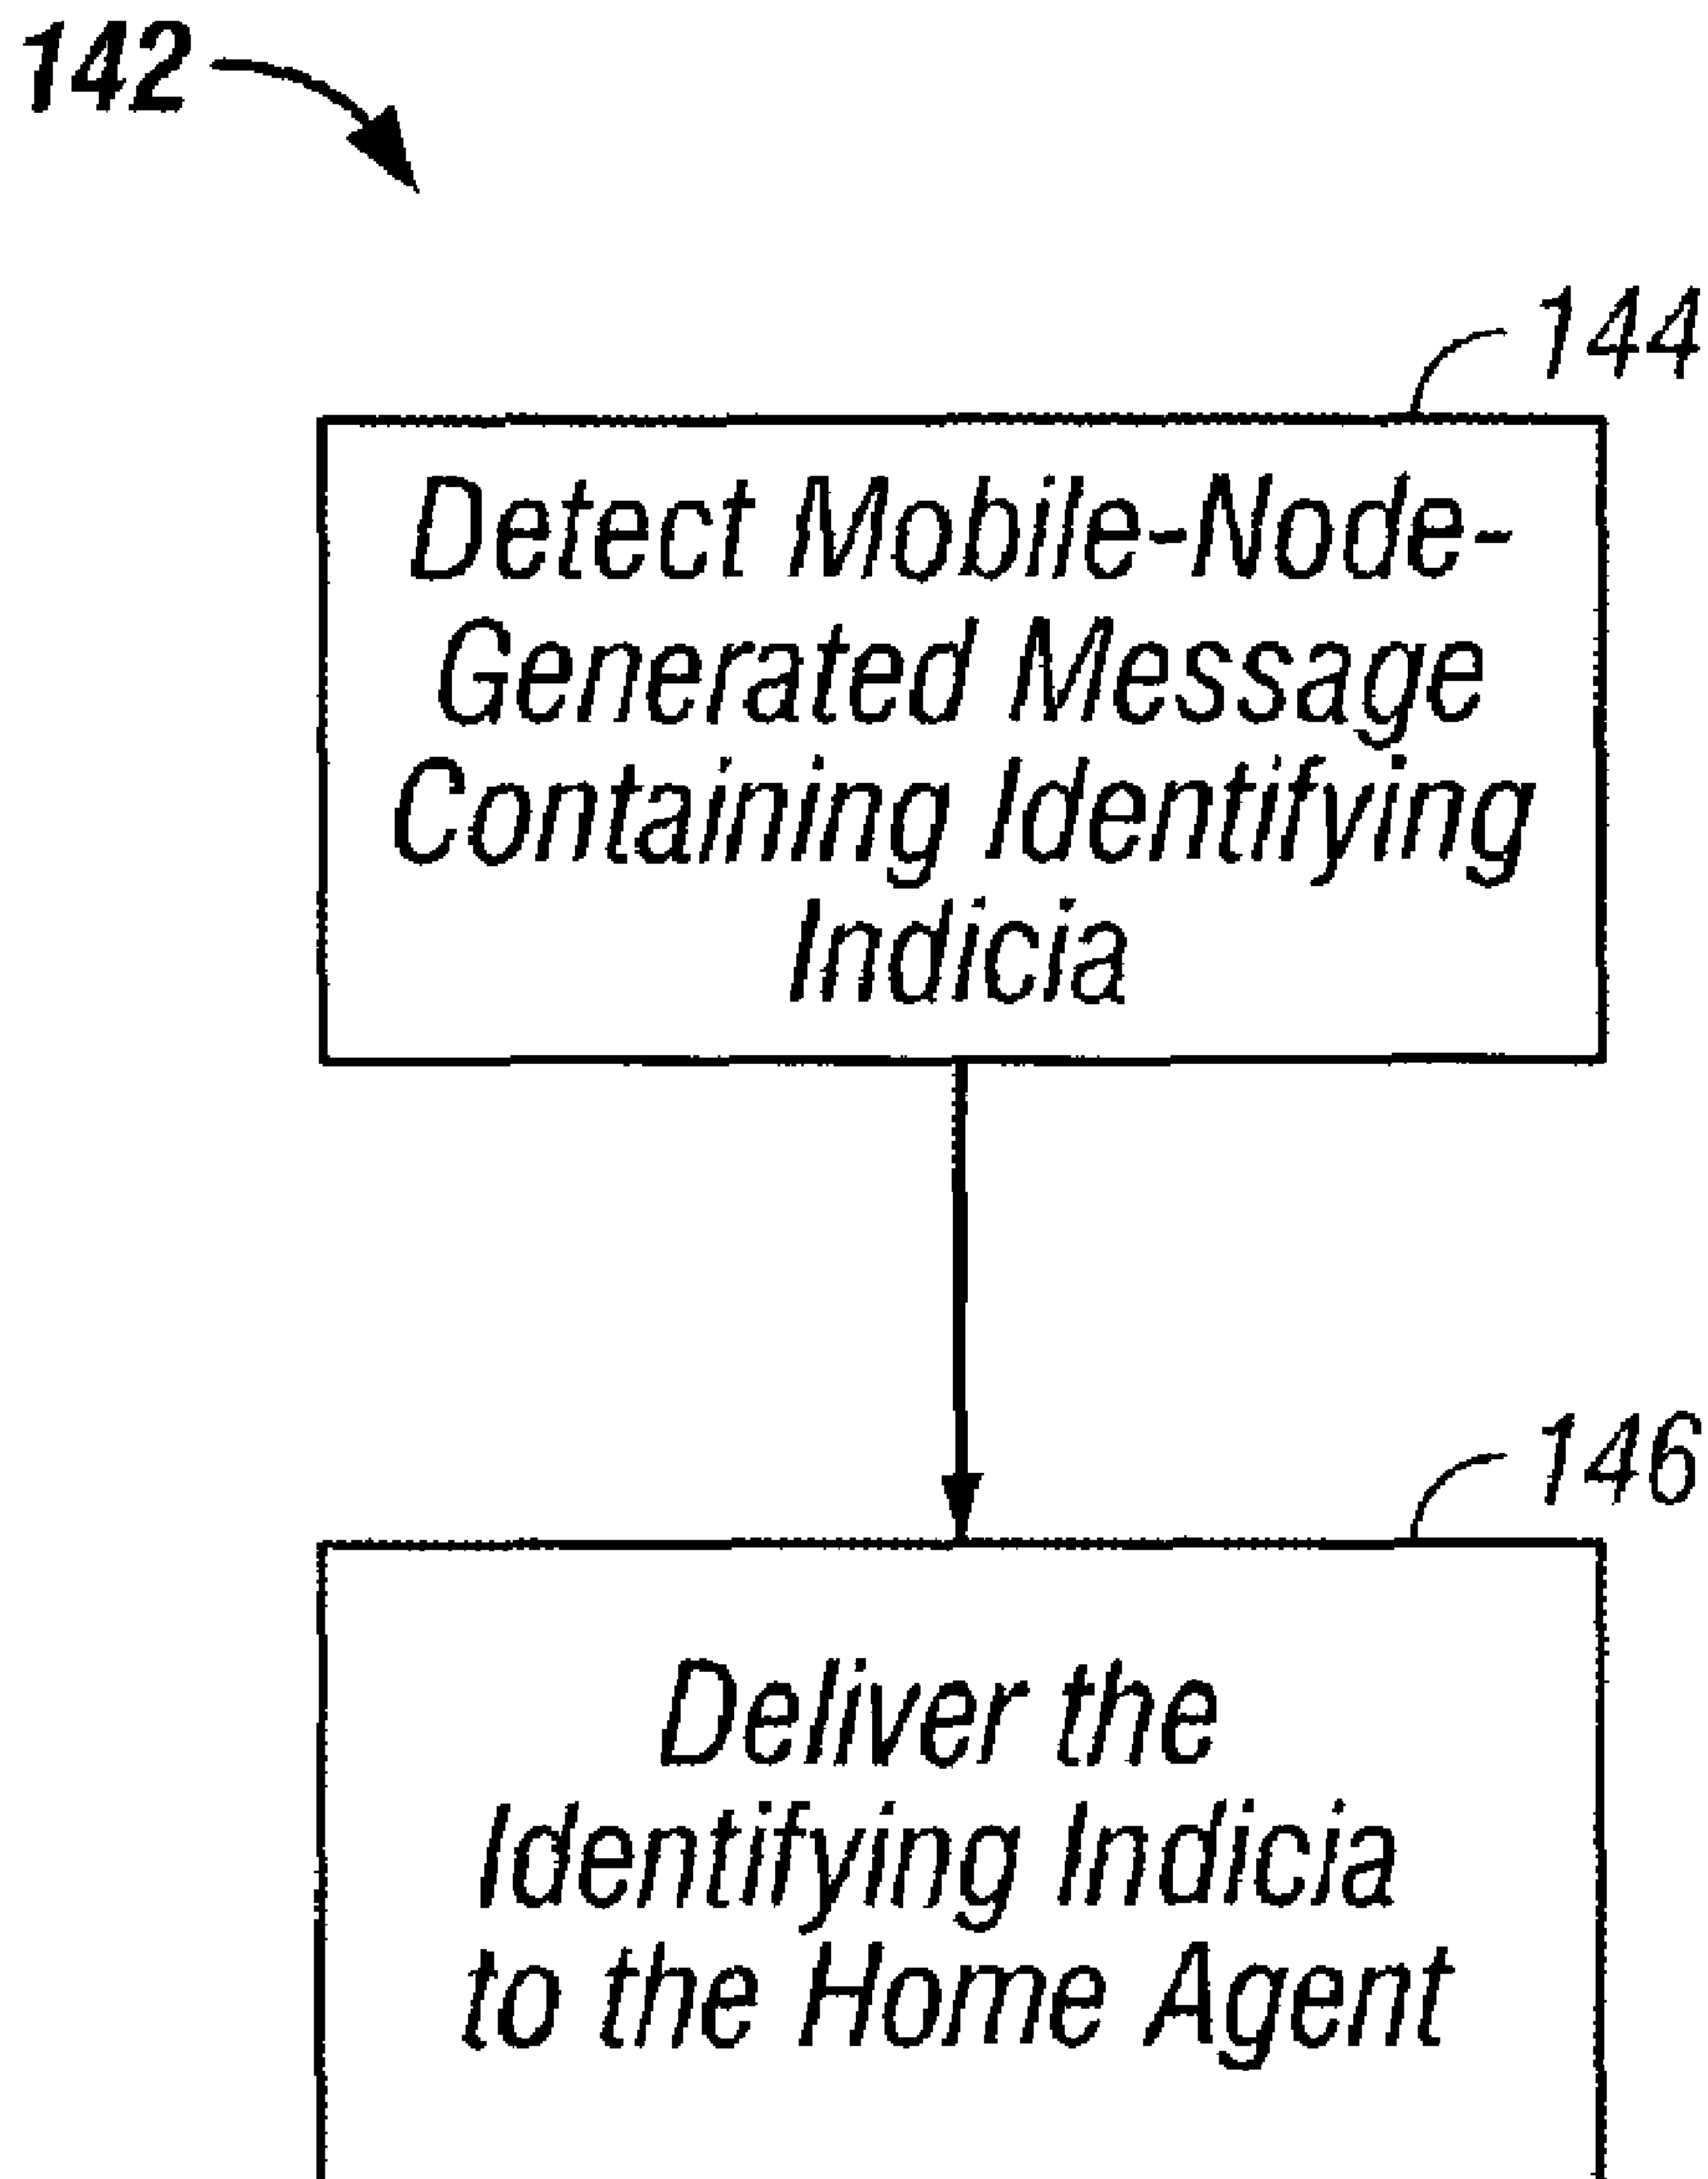 142
144
Detect Mobile-Node-
Generated Message
Containing Identifying
Indicia
146
Deliver the
Identifying Indicia
to the Home Agent